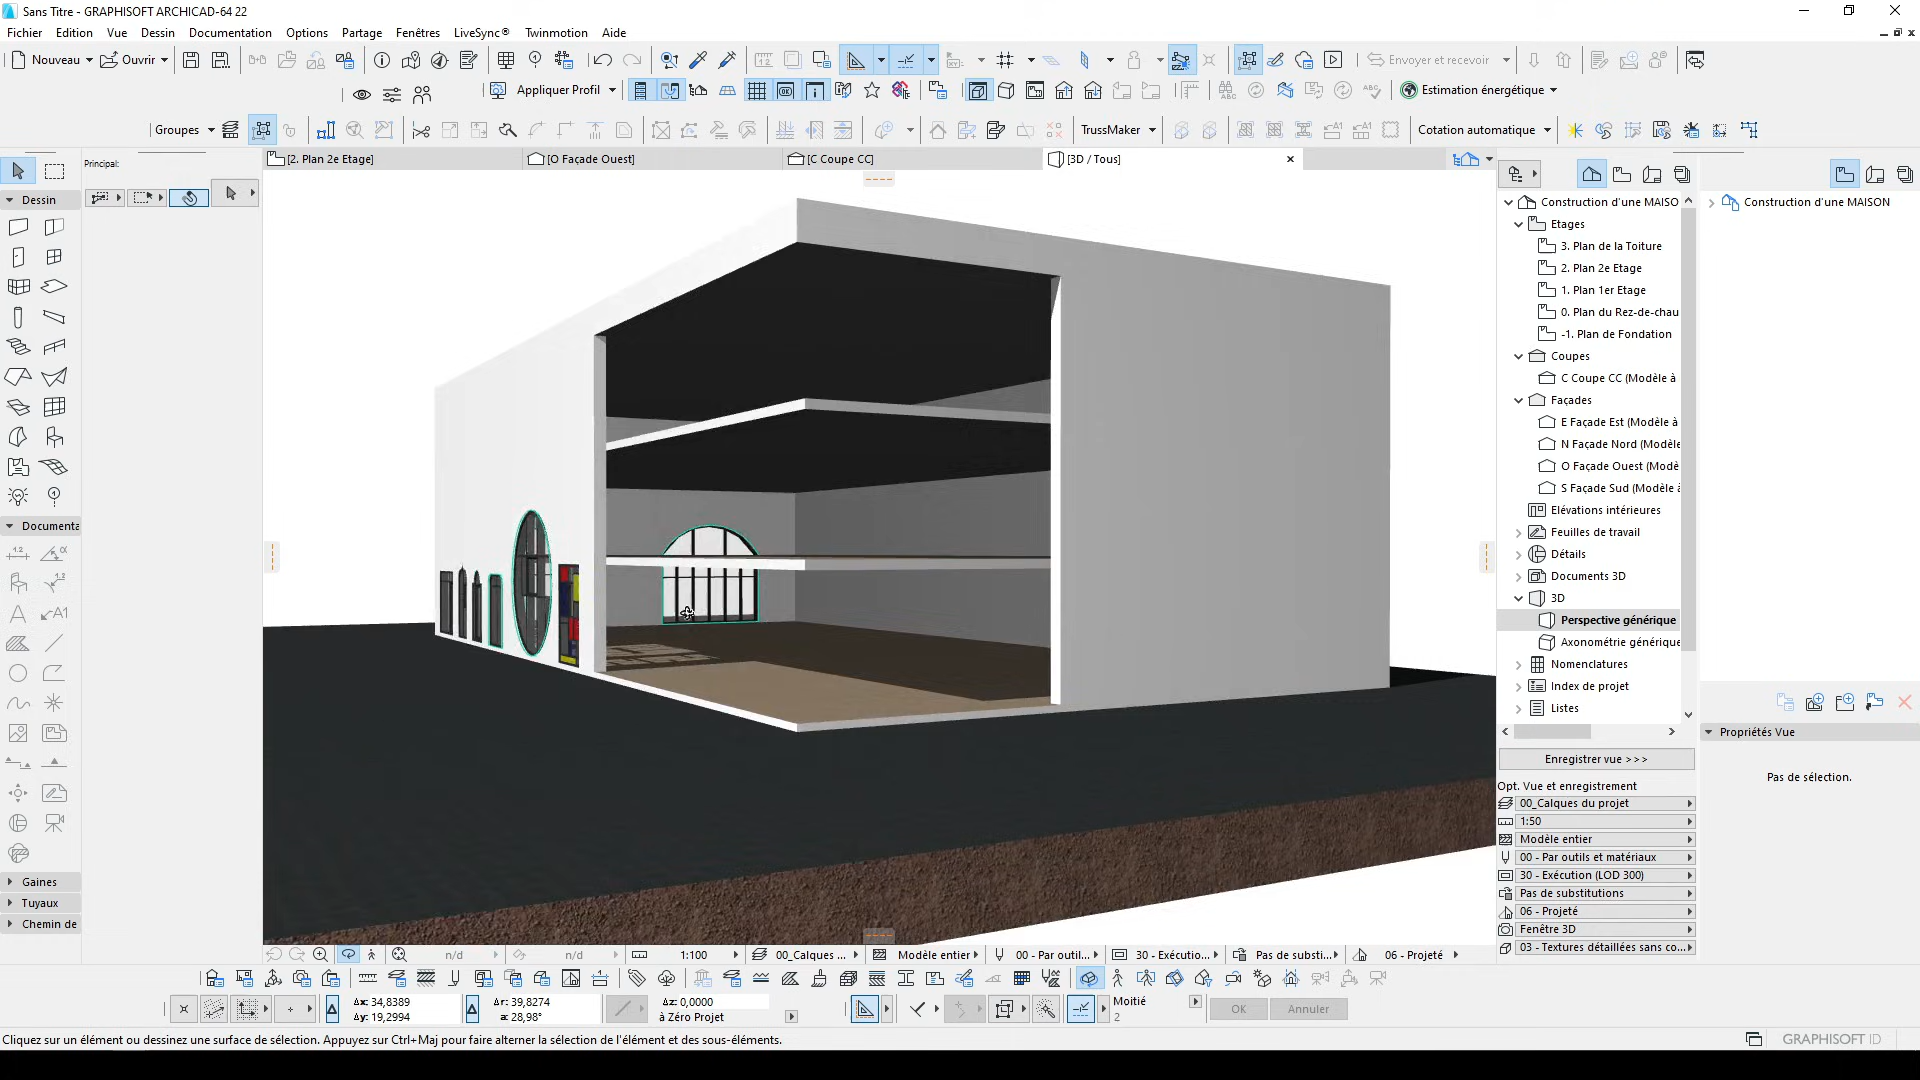 Sans Titre - GRAPHISOFT ARCHICAD-64 22
Fichier Edition Vue Dessin Documentation Options Partage Fenêtres LiveSync® Twinmotion Aide
Nouveau Ouvrir Envoyer et recevoir
Appliquer Profil Estimation énergétique
Groupes TrussMaker Cotation automatique
Principal:
[2. Plan 2e Etage] [O Façade Ouest] [C Coupe CC] [3D / Tous]
Dessin
Documenta
Gaines
Tuyaux
Chemin de
Construction d'une MAISO
Etages
3. Plan de la Toiture
2. Plan 2e Etage
1. Plan 1er Etage
0. Plan du Rez-de-chau
-1. Plan de Fondation
Coupes
C Coupe CC (Modèle à
Façades
E Façade Est (Modèle à
N Façade Nord (Modèle
O Façade Ouest (Modè
S Façade Sud (Modèle à
Elévations intérieures
Feuilles de travail
Détails
Documents 3D
3D
Perspective générique
Axonométrie générique
Nomenclatures
Index de projet
Listes
Enregistrer vue >>>
Opt. Vue et enregistrement
00_Calques du projet
1:50
Modèle entier
00 - Par outils et matériaux
30 - Exécution (LOD 300)
Pas de substitutions
06 - Projeté
Fenêtre 3D
03 - Textures détaillées sans co...
Construction d'une MAISON
Propriétés Vue
Pas de sélection.
n/d n/d 1:100 00_Calques ... Modèle entier 00 - Par outil... 30 - Exécutio... Pas de substi... 06 - Projeté
Δx: 34,8389 Δr: 39,8274 Δz: 0,0000 Moitié
Δy: 19,2994 a: 28,98° à Zéro Projet 2 OK Annuler
Cliquez sur un élément ou dessinez une surface de sélection. Appuyez sur Ctrl+Maj pour faire alterner la sélection de l'élément et des sous-éléments.
GRAPHISOFT ID